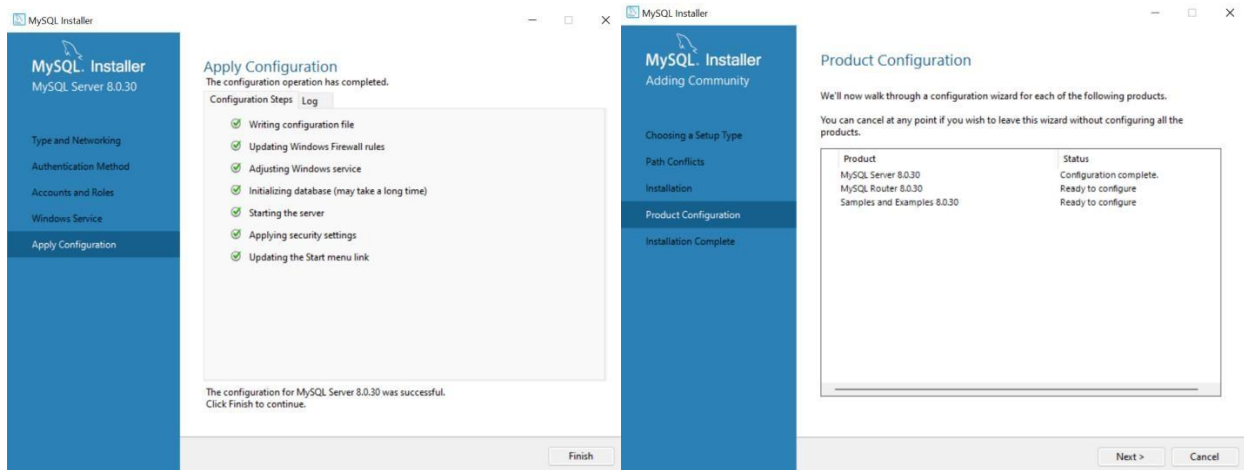 MySQL Installer
MySQL. Installer
MySQL Server 8.0.30
Type and Networking
Authentication Method
Accounts and Roles
Windows Service
Apply Configuration
Apply Configuration
The configuration operation has completed.
Configuration Steps
Log
Writing configuration file
Updating Windows Firewall rules
Adjusting Windows service
Initializing database (may take a long time)
Starting the server
Applying security settings
Updating the Start menu link
The configuration for MySQL Server 8.0.30 was successful.
Click Finish to continue.
Finish
MySQL Installer
MySQL. Installer
Adding Community
Choosing a Setup Type
Path Conflicts
Installation
Product Configuration
Installation Complete
Product Configuration
We'll now walk through a configuration wizard for each of the following products.
You can cancel at any point if you wish to leave this wizard without configuring all the
products.
Product Status
MySQL Server 8.0.30 Configuration complete.
MySQL Router 8.0.30 Ready to configure
Samples and Examples 8.0.30 Ready to configure
Next > Cancel